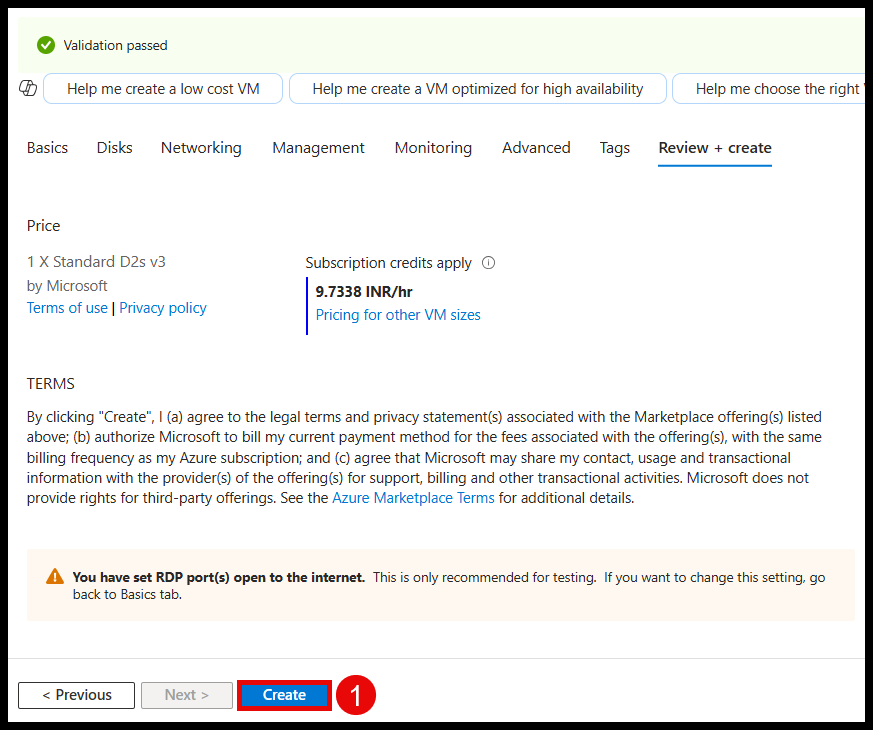 Validation passed
Help me create a low cost VM
Help me create a VM optimized for high availability
Help me choose the right
Basics
Disks
Networking
Management
Monitoring
Advanced
Tags
Review + create
Price
1 X Standard D2s v3
by Microsoft
Terms of use | Privacy policy
Subscription credits apply
9.7338 INR/hr
Pricing for other VM sizes
TERMS
By clicking "Create", I (a) agree to the legal terms and privacy statement(s) associated with the Marketplace offering(s) listed
above; (b) authorize Microsoft to bill my current payment method for the fees associated with the offering(s), with the same
billing frequency as my Azure subscription; and (c) agree that Microsoft may share my contact, usage and transactional
information with the provider(s) of the offering(s) for support, billing and other transactional activities. Microsoft does not
provide rights for third-party offerings. See the Azure Marketplace Terms for additional details.
You have set RDP port(s) open to the internet. This is only recommended for testing. If you want to change this setting, go
back to Basics tab.
< Previous
Next >
Create
1